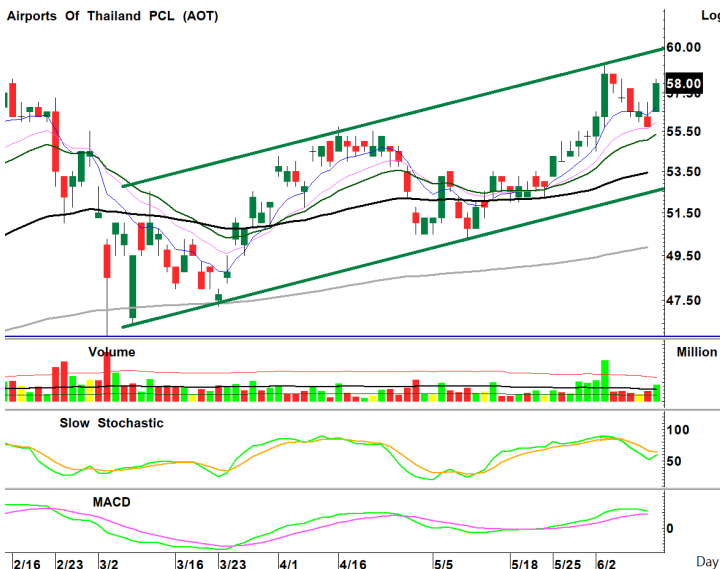 Airports Of Thailand PCL (AOT)
Log
60.00
58.00
57.50
55.50
53.50
51.50
49.50
47.50
Volume
Million
Slow Stochastic
100
50
MACD
0
2/16 2/23 3/2 3/16 3/23 4/1 4/16 5/5 5/18 5/25 6/2 Day